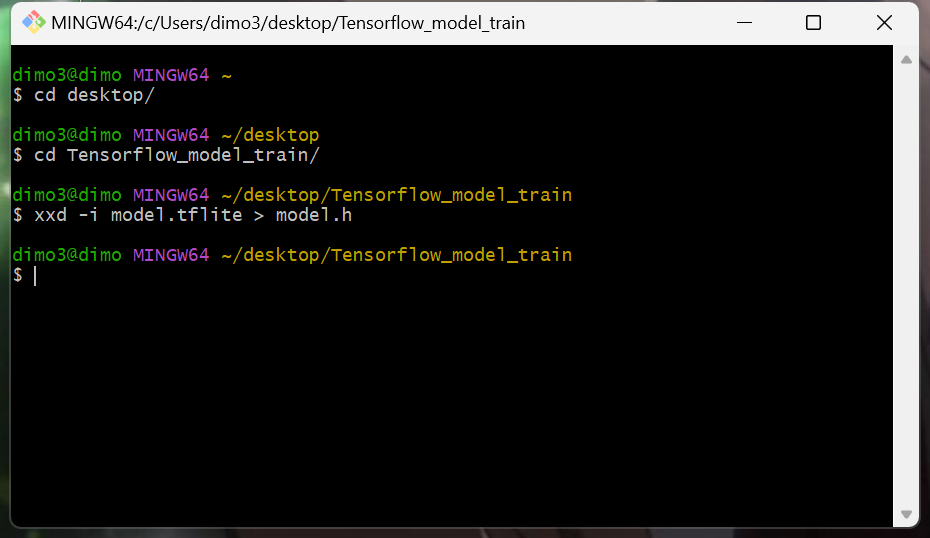 MINGW64:/c/Users/dimo3/desktop/Tensorflow_model_train
dimo3@dimo MINGW64 ~
$ cd desktop/
dimo3@dimo MINGW64 ~/desktop
$ cd Tensorflow_model_train/
dimo3@dimo MINGW64 ~/desktop/Tensorflow_model_train
$ xxd -i model.tflite > model.h
dimo3@dimo MINGW64 ~/desktop/Tensorflow_model_train
$